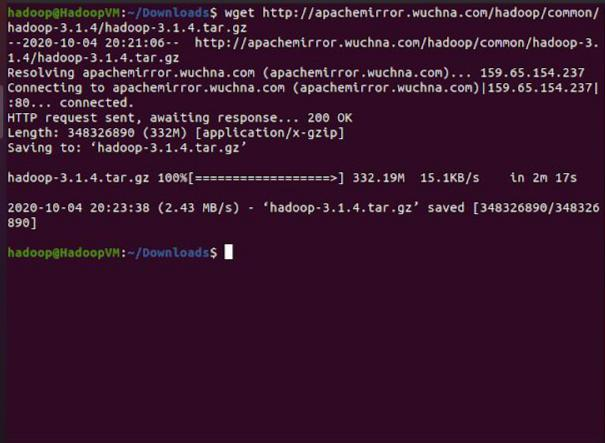 hadoop@HadoopVM:~/Downloads$ wget http://apachemirror.wuchna.com/hadoop/common/
hadoop-3.1.4/hadoop-3.1.4.tar.gz
--2020-10-04 20:21:06--  http://apachemirror.wuchna.com/hadoop/common/hadoop-3.
1.4/hadoop-3.1.4.tar.gz
Resolving apachemirror.wuchna.com (apachemirror.wuchna.com)... 159.65.154.237
Connecting to apachemirror.wuchna.com (apachemirror.wuchna.com)|159.65.154.237|
:80... connected.
HTTP request sent, awaiting response... 200 OK
Length: 348326890 (332M) [application/x-gzip]
Saving to: ‘hadoop-3.1.4.tar.gz’
hadoop-3.1.4.tar.gz 100%[==================>] 332.19M  15.1KB/s    in 2m 17s
2020-10-04 20:23:38 (2.43 MB/s) - ‘hadoop-3.1.4.tar.gz’ saved [348326890/348326
890]
hadoop@HadoopVM:~/Downloads$